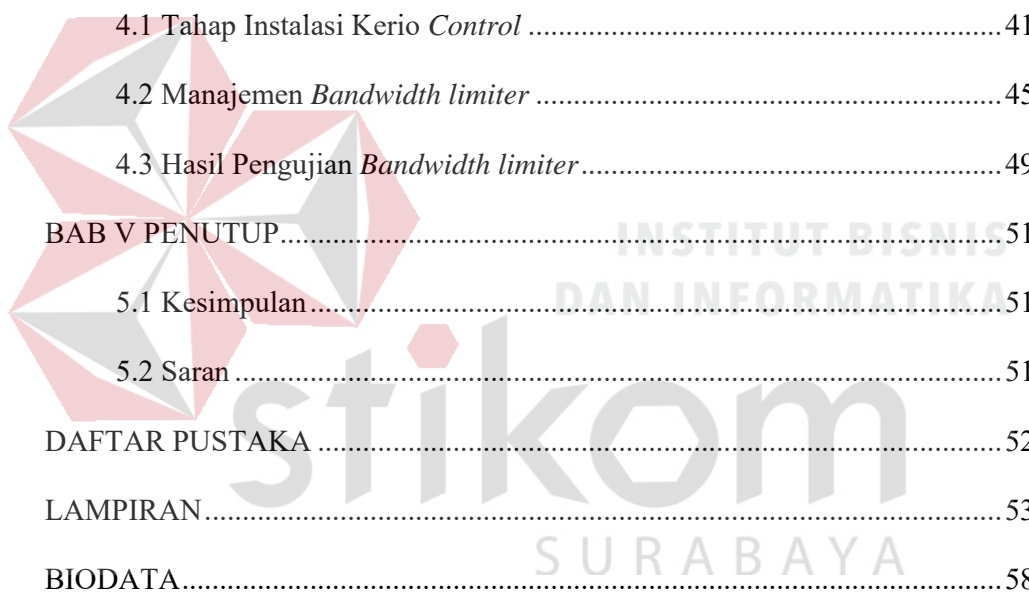 4.1 Tahap Instalasi Kerio Control ................................................................ 41
4.2 Manajemen Bandwidth limiter ............................................................... 45
4.3 Hasil Pengujian Bandwidth limiter ......................................................... 49
BAB V PENUTUP ................................................................................... 51
INSTITUT BISNIS
DAN INFORMATIKA
5.1 Kesimpulan ....................................................................................... 51
5.2 Saran ................................................................................................ 51
stikom
DAFTAR PUSTAKA ............................................................................... 52
LAMPIRAN ............................................................................................ 53
SURABAYA
BIODATA ............................................................................................... 58